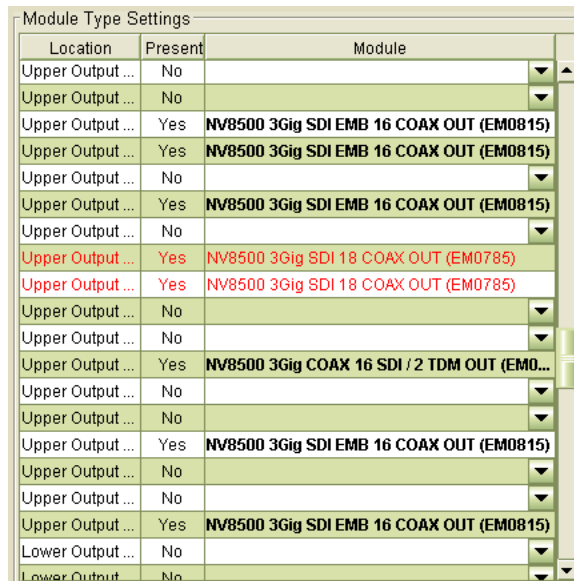 Module Type Settings
Location Present Module
Upper Output ... No
Upper Output ... No
Upper Output ... Yes NV8500 3Gig SDI EMB 16 COAX OUT (EM0815)
Upper Output ... Yes NV8500 3Gig SDI EMB 16 COAX OUT (EM0815)
Upper Output ... No
Upper Output ... Yes NV8500 3Gig SDI EMB 16 COAX OUT (EM0815)
Upper Output ... No
Upper Output ... Yes NV8500 3Gig SDI 18 COAX OUT (EM0785)
Upper Output ... Yes NV8500 3Gig SDI 18 COAX OUT (EM0785)
Upper Output ... No
Upper Output ... No
Upper Output ... Yes NV8500 3Gig COAX 16 SDI / 2 TDM OUT (EM0...
Upper Output ... No
Upper Output ... No
Upper Output ... Yes NV8500 3Gig SDI EMB 16 COAX OUT (EM0815)
Upper Output ... No
Upper Output ... No
Upper Output ... Yes NV8500 3Gig SDI EMB 16 COAX OUT (EM0815)
Lower Output ... No
Lower Output ... No